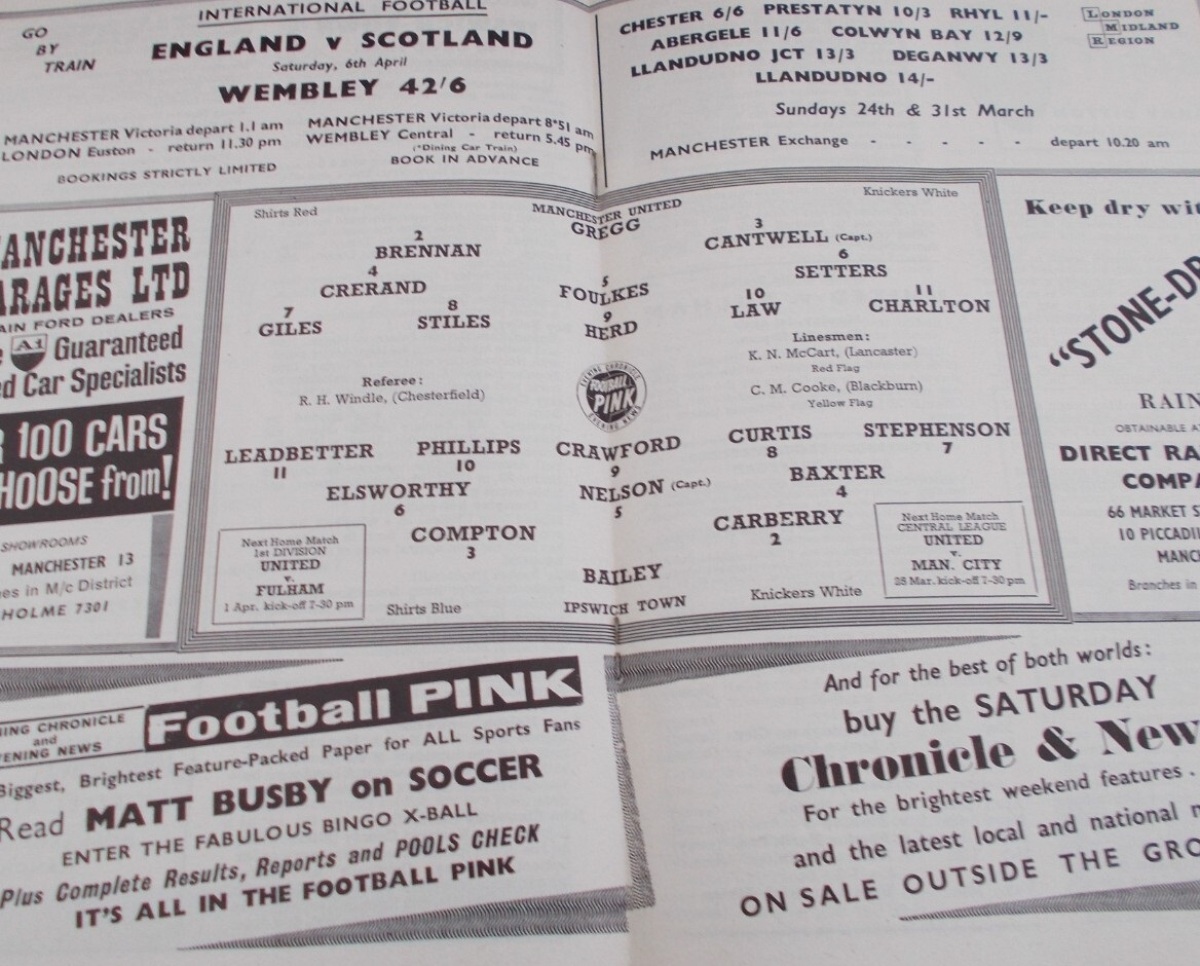 INTERNATIONAL FOOTBALL
GO
BY
TRAIN
ENGLAND v SCOTLAND
Saturday, 6th April
WEMBLEY 42/6
MANCHESTER Victoria depart 1.1 am
LONDON Euston - return 11.30 pm
MANCHESTER Victoria depart 8*51 am
WEMBLEY Central - return 5.45 pm
(*Dining Car Train)
BOOKINGS STRICTLY LIMITED
BOOK IN ADVANCE
CHESTER 6/6 PRESTATYN 10/3 RHYL 11/-
ABERGELE 11/6 COLWYN BAY 12/9
LLANDUDNO JCT 13/3 DEGANWY 13/3
LLANDUDNO 14/-
LONDON
MIDLAND
REGION
Sundays 24th & 31st March
MANCHESTER Exchange - - - - - depart 10.20 am
ANCHESTER
ARAGES LTD
AIN FORD DEALERS
A1 Guaranteed
ed Car Specialists
R 100 CARS
HOOSE from!
SHOWROOMS
MANCHESTER 13
es in M/c District
HOLME 7301
Shirts Red
MANCHESTER UNITED
Knickers White
GREGG
2
BRENNAN
3
CANTWELL (Capt.)
4
CRERAND
5
FOULKES
6
SETTERS
7
GILES
8
STILES
9
HERD
10
LAW
11
CHARLTON
Referee:
R. H. Windle, (Chesterfield)
EVENING CHRONICLE
FOOTBALL
PINK
EVENING NEWS
Linesmen:
K. N. McCart, (Lancaster)
Red Flag
C. M. Cooke, (Blackburn)
Yellow Flag
LEADBETTER
11
PHILLIPS
10
CRAWFORD
9
CURTIS
8
STEPHENSON
7
ELSWORTHY
6
NELSON (Capt.)
5
BAXTER
4
COMPTON
3
CARBERRY
2
BAILEY
Next Home Match
1st DIVISION
UNITED
v.
FULHAM
1 Apr. kick-off 7-30 pm
Shirts Blue
IPSWICH TOWN
Knickers White
Next Home Match
CENTRAL LEAGUE
UNITED
v.
MAN. CITY
25 Mar. kick-off 7-30 pm
Keep dry wit
"STONE-DR
RAIN
OBTAINABLE A
DIRECT RA
COMPA
66 MARKET S
10 PICCADIL
MANC
Branches in
ING CHRONICLE
and
ENING NEWS
Football PINK
Biggest, Brightest Feature-Packed Paper for ALL Sports Fans
Read MATT BUSBY on SOCCER
ENTER THE FABULOUS BINGO X-BALL
Plus Complete Results, Reports and POOLS CHECK
IT'S ALL IN THE FOOTBALL PINK
And for the best of both worlds:
buy the SATURDAY
Chronicle & New
For the brightest weekend features .
and the latest local and national n
ON SALE OUTSIDE THE GRO